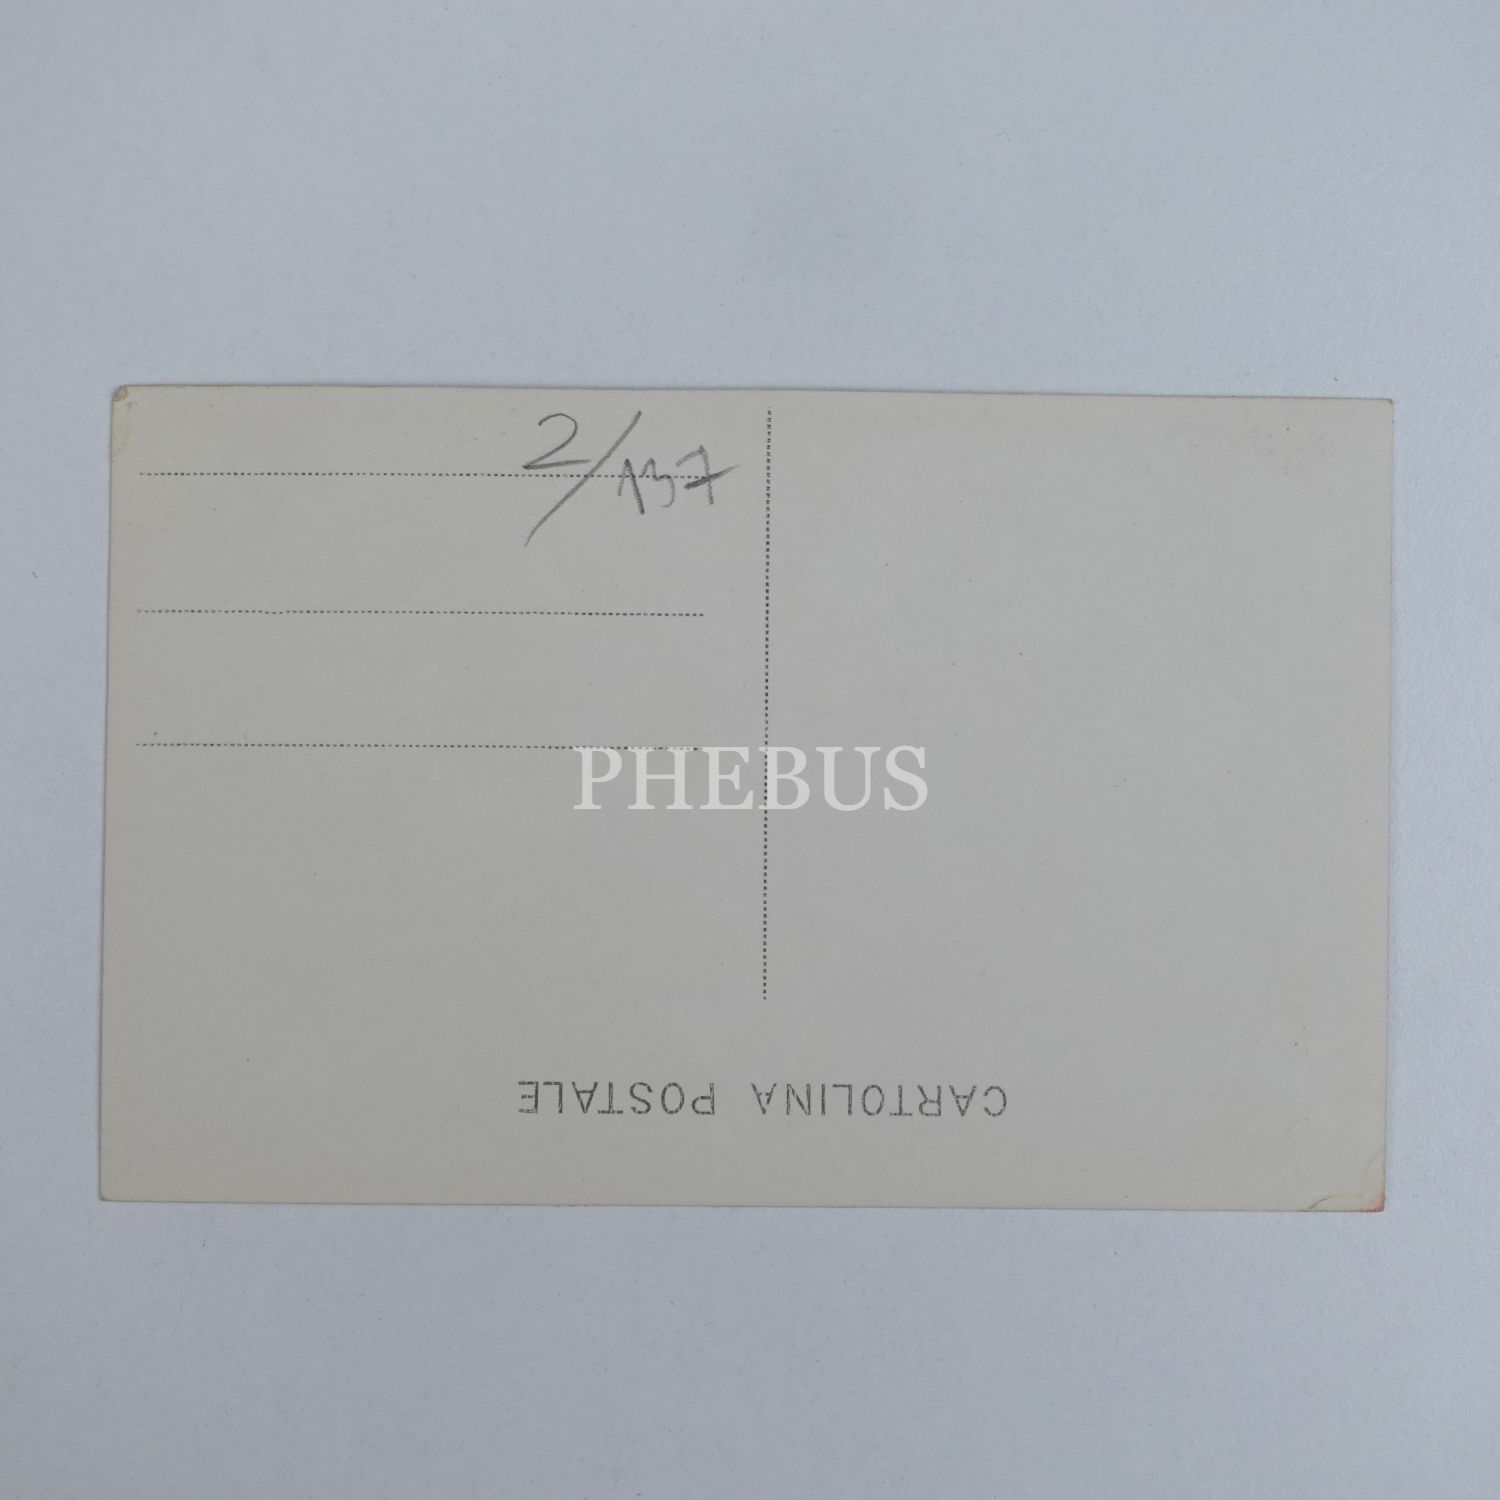 2/137
PHEBUS
CARTOLINA POSTALE